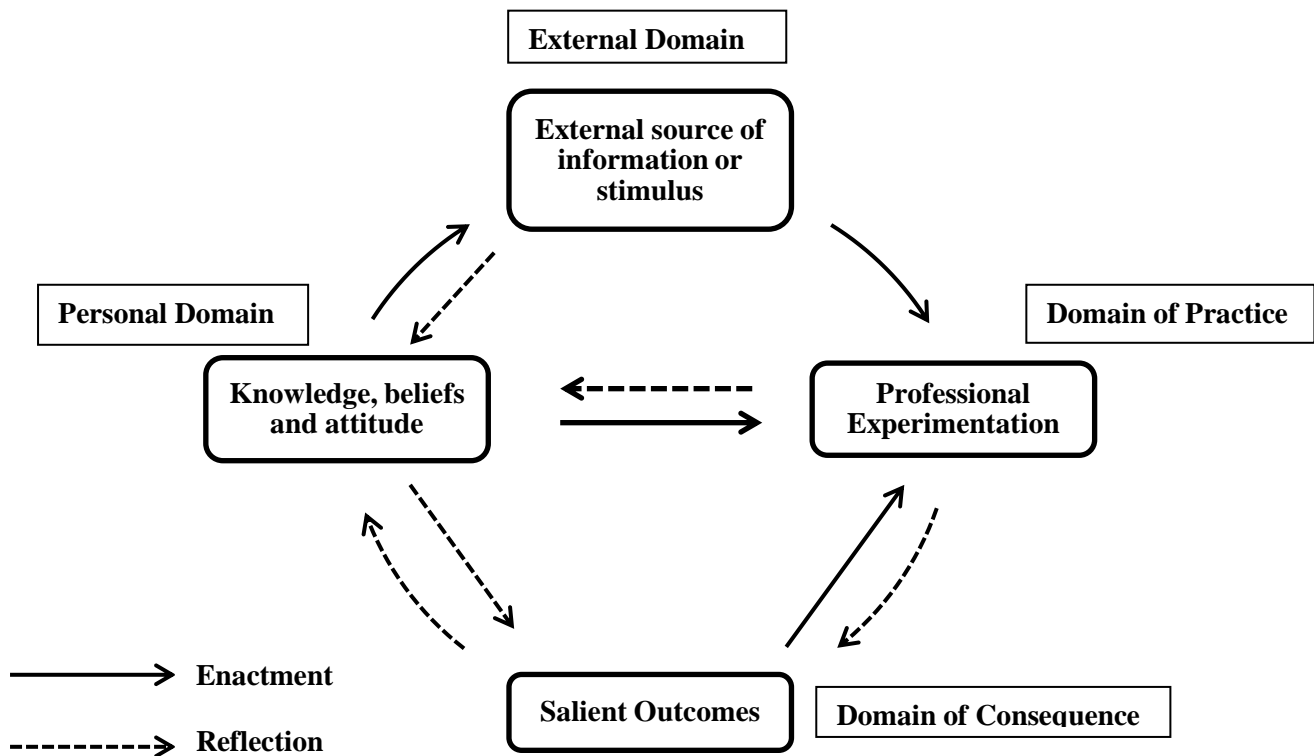 External Domain
External source of
information or
stimulus
Personal Domain
Domain of Practice
Knowledge, beliefs
and attitude
Professional
Experimentation
Enactment
Salient Outcomes
Domain of Consequence
Reflection